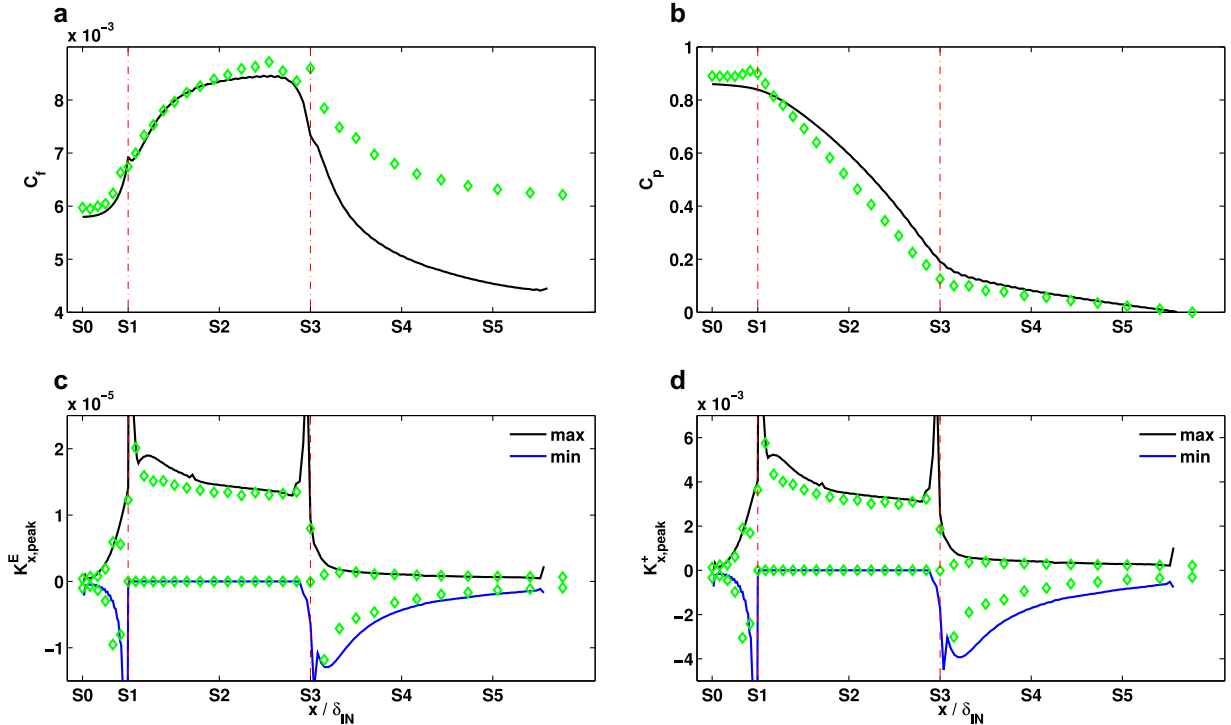 a
x 10⁻³
9
8
7
6
5
4
C_f
S0 S1 S2 S3 S4 S5
b
1
0.8
0.6
0.4
0.2
0
C_p
S0 S1 S2 S3 S4 S5
c
x 10⁻⁵
2
1
0
−1
K^E_x,peak
max
min
S0 S1 S2 S3 S4 S5
x / δ_IN
d
x 10⁻³
6
4
2
0
−2
−4
K^+_x,peak
max
min
S0 S1 S2 S3 S4 S5
x / δ_IN